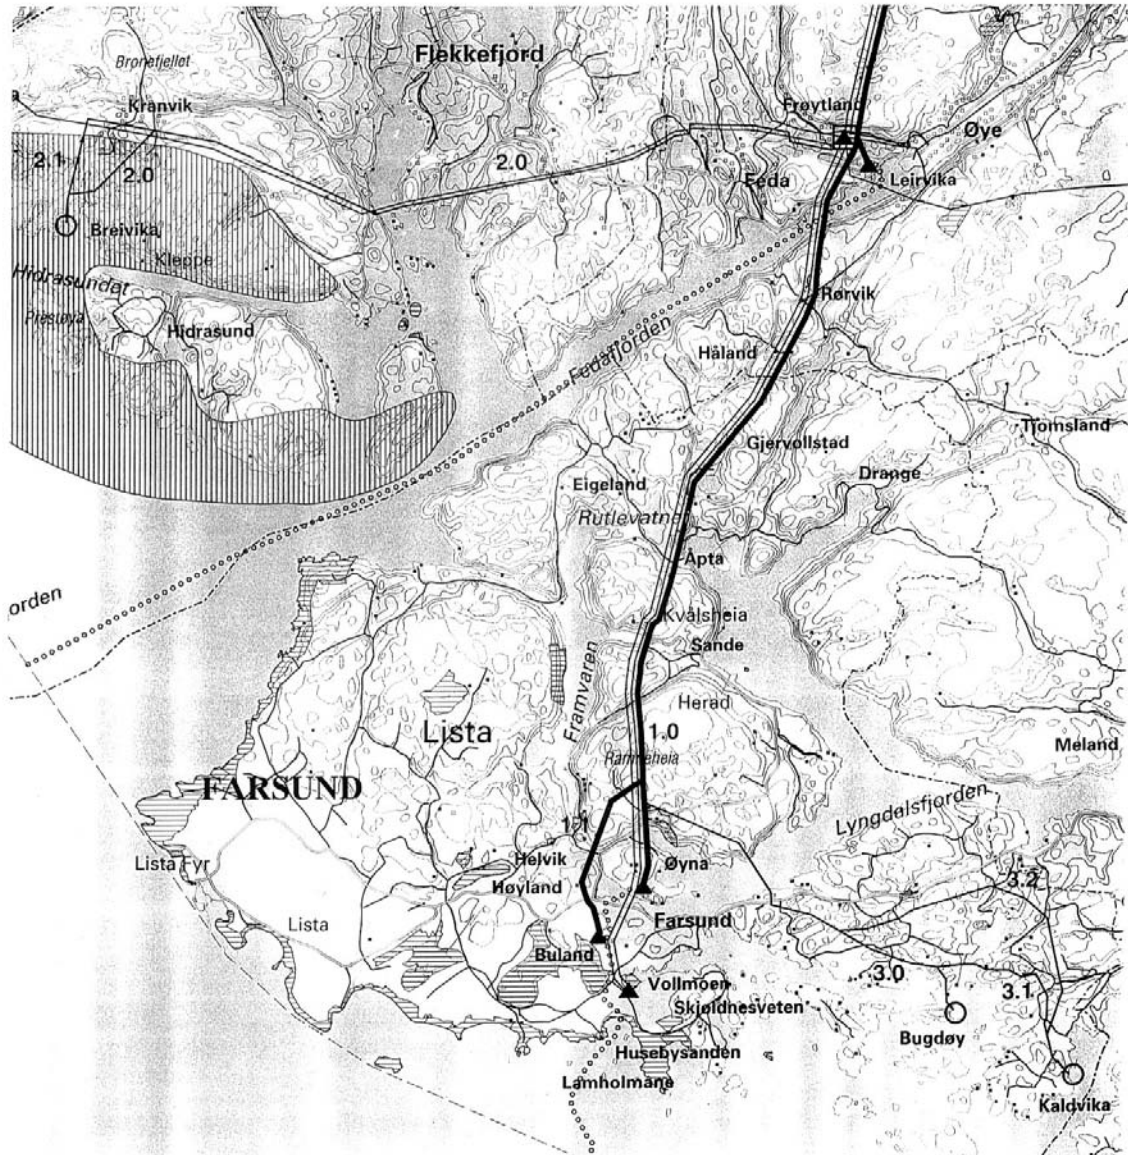 Flekkefjord
Bronefjellet
Kranvik
Frøytland
Øye
2.1
2.0
2.0
Feda
Leirvika
Breivika
Kleppe
Hidrasundet
Prestøya
Hidrasund
Rørvik
Fedafjorden
Håland
Tjomsland
Gjervollstad
Drange
Eigeland
Rutlevatne
Åpta
orden
Kvålsheia
Sande
Framvaren
Herad
Lista
1.0
Meland
Ramneheia
FARSUND
Lyngdalsfjorden
1.1
Lista Fyr
Helvik
Øyna
Høyland
3.2
Farsund
Lista
Buland
3.0
Vollmoen
3.1
Skjøldnesveten
Bugdøy
Husebysanden
Lamholmane
Kaldvika